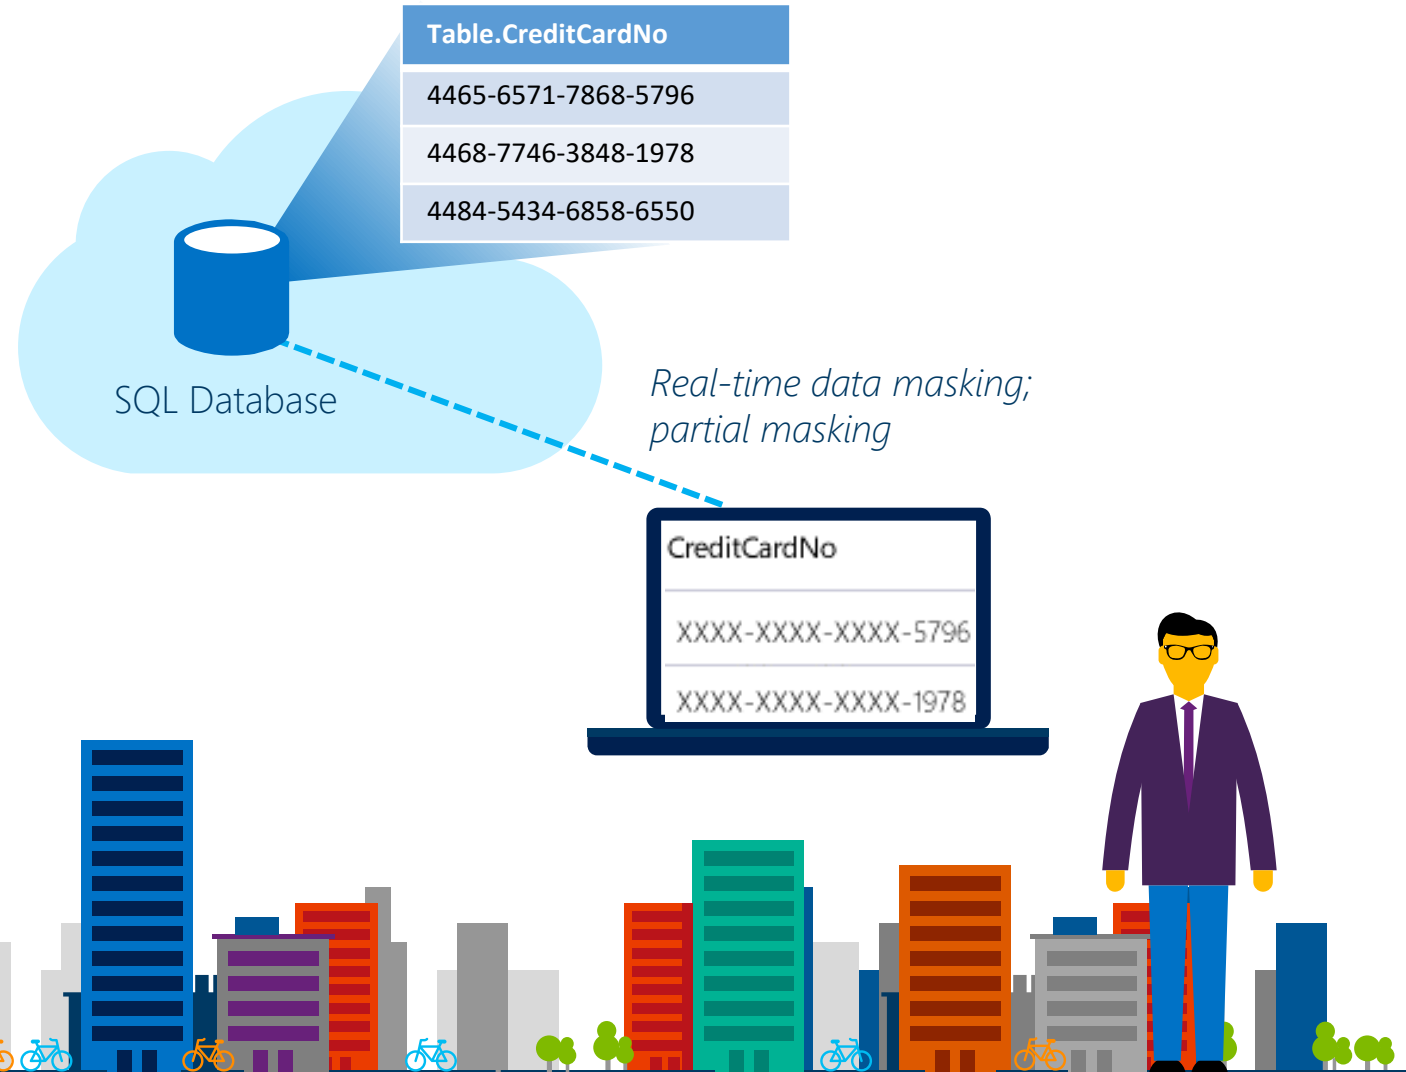 Table.CreditCardNo
4465-6571-7868-5796
4468-7746-3848-1978
4484-5434-6858-6550
SQL Database
Real-time data masking;
partial masking
CreditCardNo
XXXX-XXXX-XXXX-5796
XXXX-XXXX-XXXX-1978